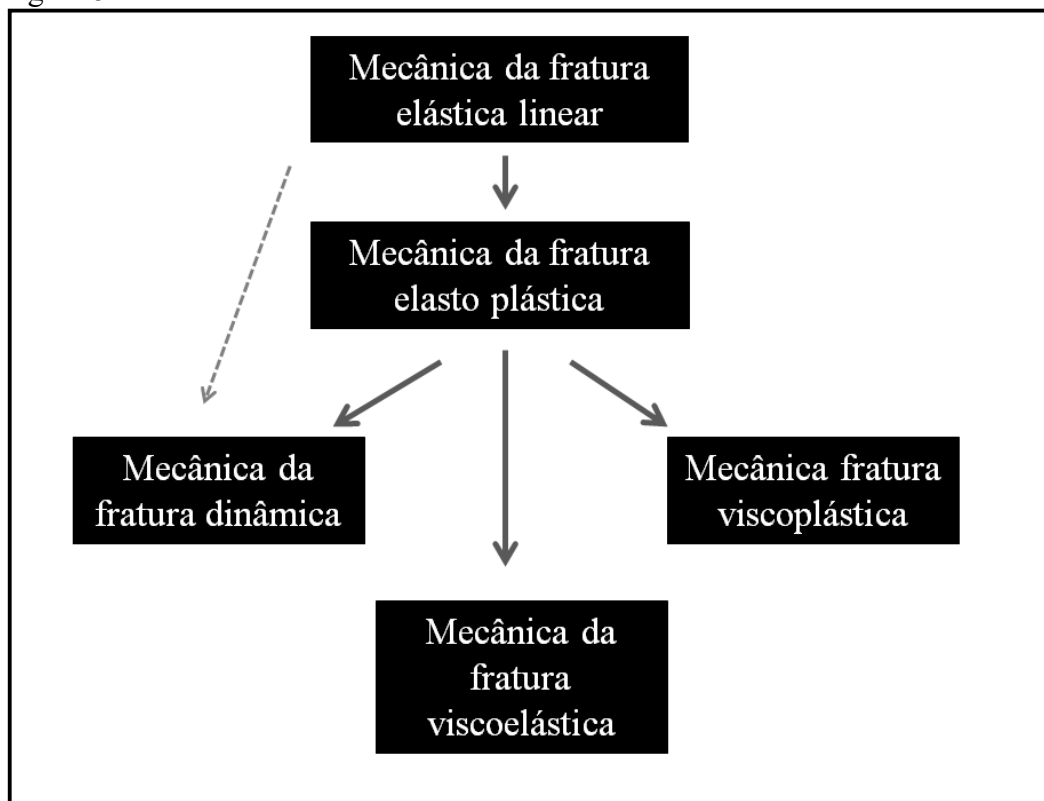 Mecânica da fratura
elástica linear
Mecânica da fratura
elasto plástica
Mecânica da
fratura dinâmica
Mecânica fratura
viscoplástica
Mecânica da
fratura
viscoelástica